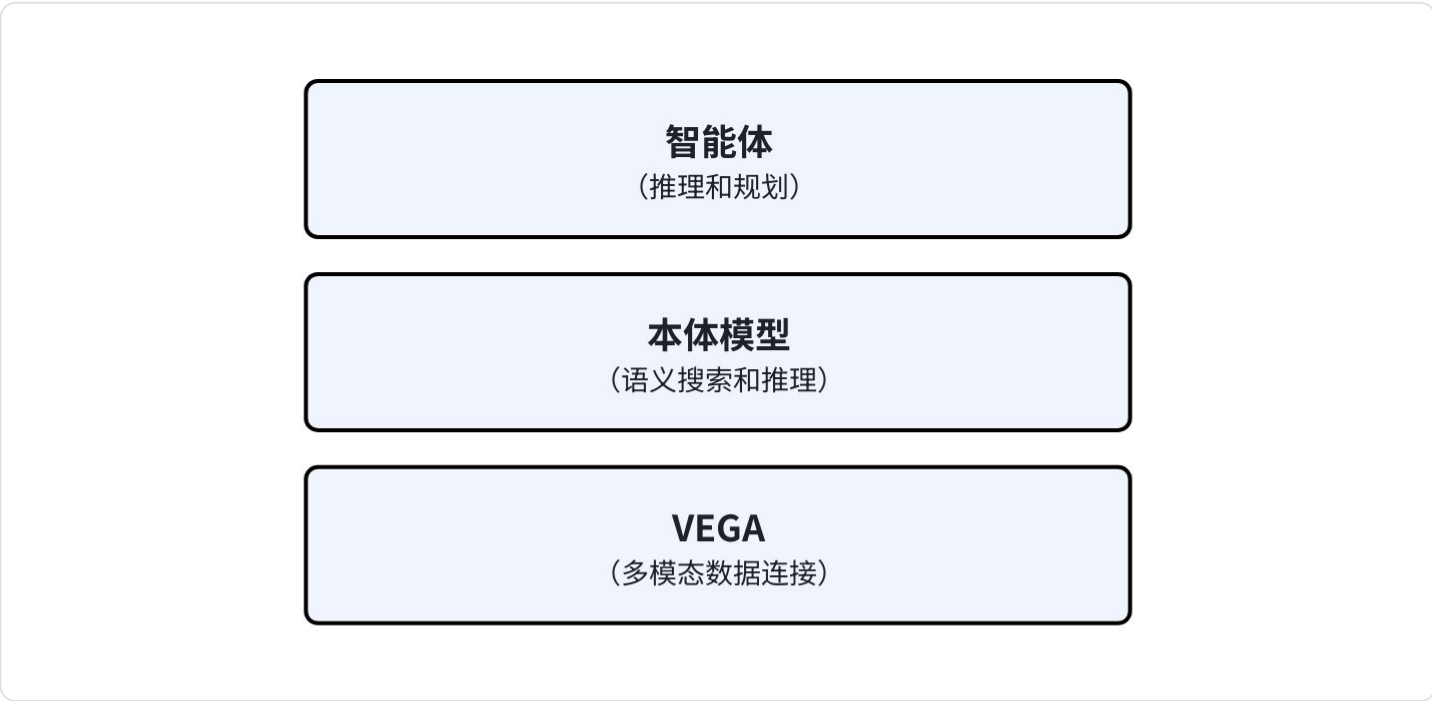 智能体
（推理和规划）
本体模型
（语义搜索和推理）
VEGA
（多模态数据连接）